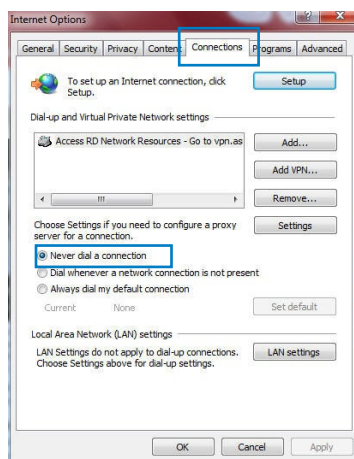 Internet Options
General Security Privacy Content Connections Programs Advanced
To set up an Internet connection, click
Setup.
Setup
Dial-up and Virtual Private Network settings
Access RD Network Resources - Go to vpn.as
Add...
Add VPN...
Remove...
Choose Settings if you need to configure a proxy
server for a connection.
Settings
Never dial a connection
Dial whenever a network connection is not present
Always dial my default connection
Current None
Set default
Local Area Network (LAN) settings
LAN Settings do not apply to dial-up connections.
Choose Settings above for dial-up settings.
LAN settings
OK Cancel Apply